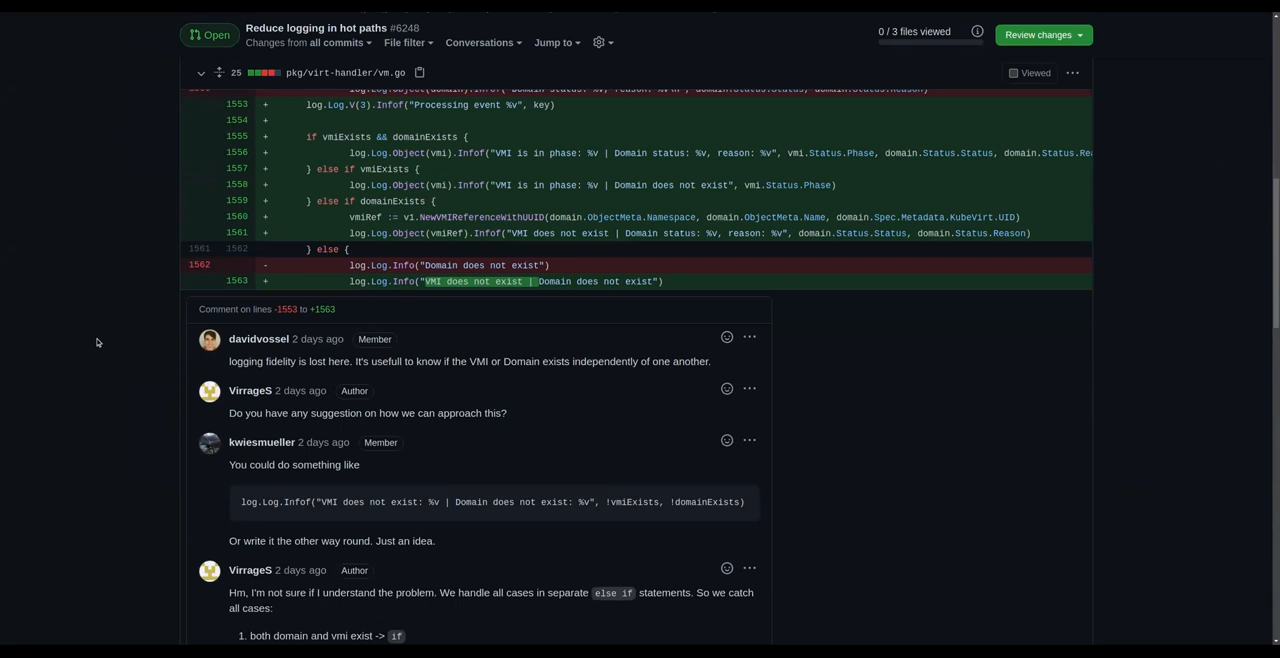 Open
Reduce logging in hot paths #6248
Changes from all commits
File filter
Conversations
Jump to
0 / 3 files viewed
Review changes
25
pkg/virt-handler/vm.go
Viewed
1553 + log.Log.V(3).Infof("Processing event %v", key)
1554 +
1555 + if vmiExists && domainExists {
1556 + log.Log.Object(vmi).Infof("VMI is in phase: %v | Domain status: %v, reason: %v", vmi.Status.Phase, domain.Status.Status, domain.Status.Rea
1557 + } else if vmiExists {
1558 + log.Log.Object(vmi).Infof("VMI is in phase: %v | Domain does not exist", vmi.Status.Phase)
1559 + } else if domainExists {
1560 + vmiRef := v1.NewVMIReferenceWithUUID(domain.ObjectMeta.Namespace, domain.ObjectMeta.Name, domain.Spec.Metadata.KubeVirt.UID)
1561 + log.Log.Object(vmiRef).Infof("VMI does not exist | Domain status: %v, reason: %v", domain.Status.Status, domain.Status.Reason)
1561 1562 } else {
1562 - log.Log.Info("Domain does not exist")
1563 + log.Log.Info("VMI does not exist | Domain does not exist")
Comment on lines -1553 to +1563
davidvossel 2 days ago Member
logging fidelity is lost here. It's usefull to know if the VMI or Domain exists independently of one another.
VirrageS 2 days ago Author
Do you have any suggestion on how we can approach this?
kwiesmueller 2 days ago Member
You could do something like
log.Log.Infof("VMI does not exist: %v | Domain does not exist: %v", !vmiExists, !domainExists)
Or write it the other way round. Just an idea.
VirrageS 2 days ago Author
Hm, I'm not sure if I understand the problem. We handle all cases in separate else if statements. So we catch
all cases:
1. both domain and vmi exist -> if